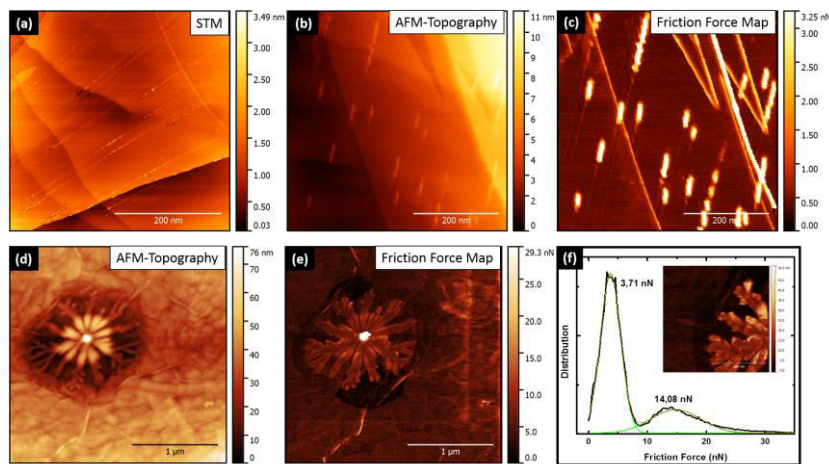 (a)
STM
3.49 nm
3.00
2.50
2.00
1.50
1.00
0.50
0.03
200 nm
(b)
AFM-Topography
11 nm
9
8
7
6
5
4
3
2
0
200 nm
(c)
Friction Force Map
3.25 nN
2.50
2.00
1.50
1.00
0.50
0.00
200 nm
(d)
AFM-Topography
76 nm
60
50
40
30
20
10
0
1 µm
(e)
Friction Force Map
29.3 nN
25.0
20.0
15.0
10.0
5.0
0.0
1 µm
(f)
3,71 nN
14,08 nN
Distribution
0
10
20
30
Friction Force (nN)